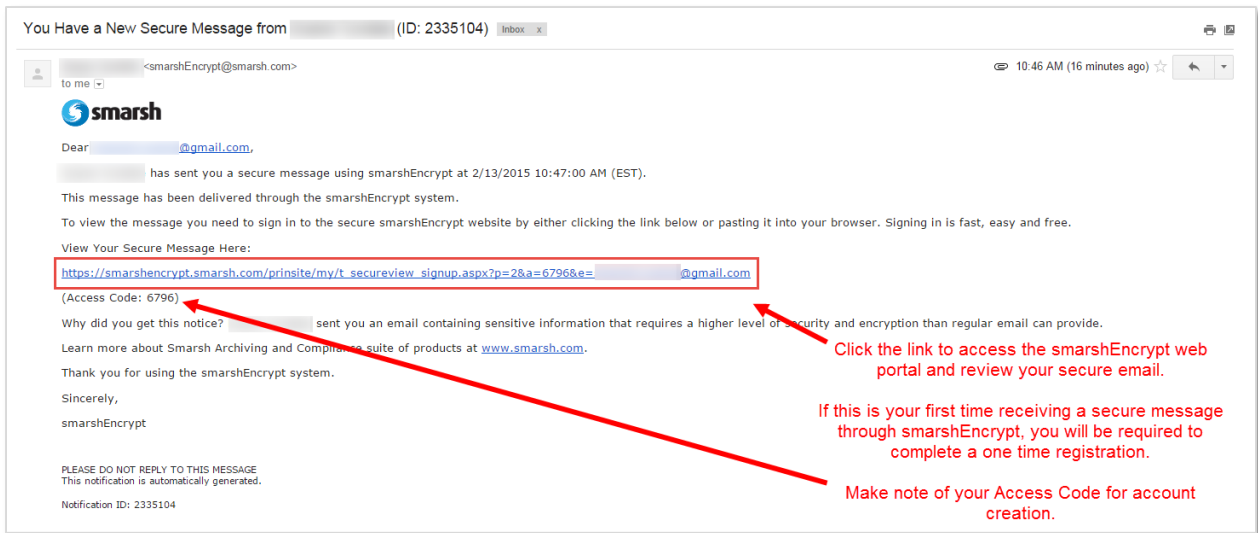 You Have a New Secure Message from (ID: 2335104) Inbox x
<smarshEncrypt@smarsh.com>
10:46 AM (16 minutes ago)
to me
smarsh
Dear @gmail.com,
has sent you a secure message using smarshEncrypt at 2/13/2015 10:47:00 AM (EST).
This message has been delivered through the smarshEncrypt system.
To view the message you need to sign in to the secure smarshEncrypt website by either clicking the link below or pasting it into your browser. Signing in is fast, easy and free.
View Your Secure Message Here:
https://smarshencrypt.smarsh.com/prinsite/my/t_secureview_signup.aspx?p=2&a=6796&e= @gmail.com
(Access Code: 6796)
Why did you get this notice? sent you an email containing sensitive information that requires a higher level of security and encryption than regular email can provide.
Learn more about Smarsh Archiving and Compliance suite of products at www.smarsh.com.
Thank you for using the smarshEncrypt system.
Sincerely,
smarshEncrypt
PLEASE DO NOT REPLY TO THIS MESSAGE
This notification is automatically generated.
Notification ID: 2335104
Click the link to access the smarshEncrypt web
portal and review your secure email.
If this is your first time receiving a secure message
through smarshEncrypt, you will be required to
complete a one time registration.
Make note of your Access Code for account
creation.